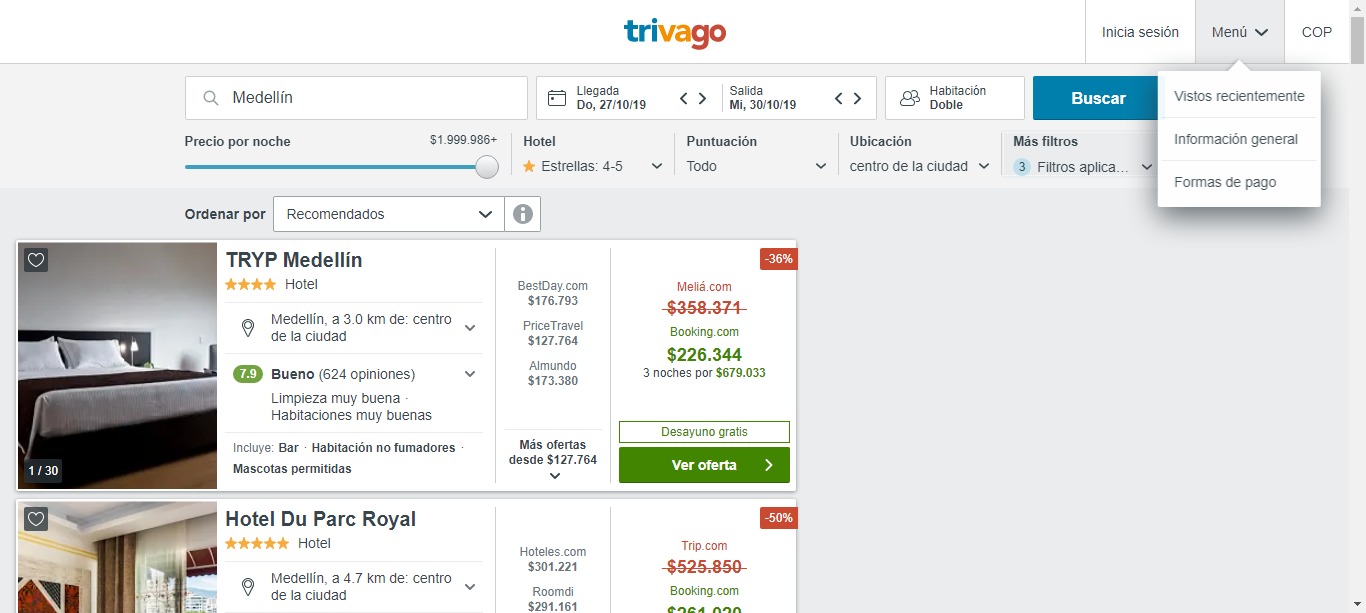 trivago
Inicia sesión
Menú
COP
Vistos recientemente
Información general
Formas de pago
Medellín
Llegada
Do, 27/10/19
Salida
Mi, 30/10/19
Habitación
Doble
Buscar
Precio por noche
$1.999.986+
Hotel
Estrellas: 4-5
Puntuación
Todo
Ubicación
centro de la ciudad
Más filtros
3 Filtros aplica...
Ordenar por
Recomendados
TRYP Medellín
Hotel
Medellín, a 3.0 km de: centro
de la ciudad
7.9 Bueno (624 opiniones)
Limpieza muy buena ·
Habitaciones muy buenas
Incluye: Bar · Habitación no fumadores ·
Mascotas permitidas
1 / 30
BestDay.com
$176.793
PriceTravel
$127.764
Almundo
$173.380
Más ofertas
desde $127.764
-36%
Meliá.com
$358.371
Booking.com
$226.344
3 noches por $679.033
Desayuno gratis
Ver oferta
Hotel Du Parc Royal
Hotel
Medellín, a 4.7 km de: centro
de la ciudad
Hoteles.com
$301.221
Roomdi
$291.161
-50%
Trip.com
$525.850
Booking.com
$261.020